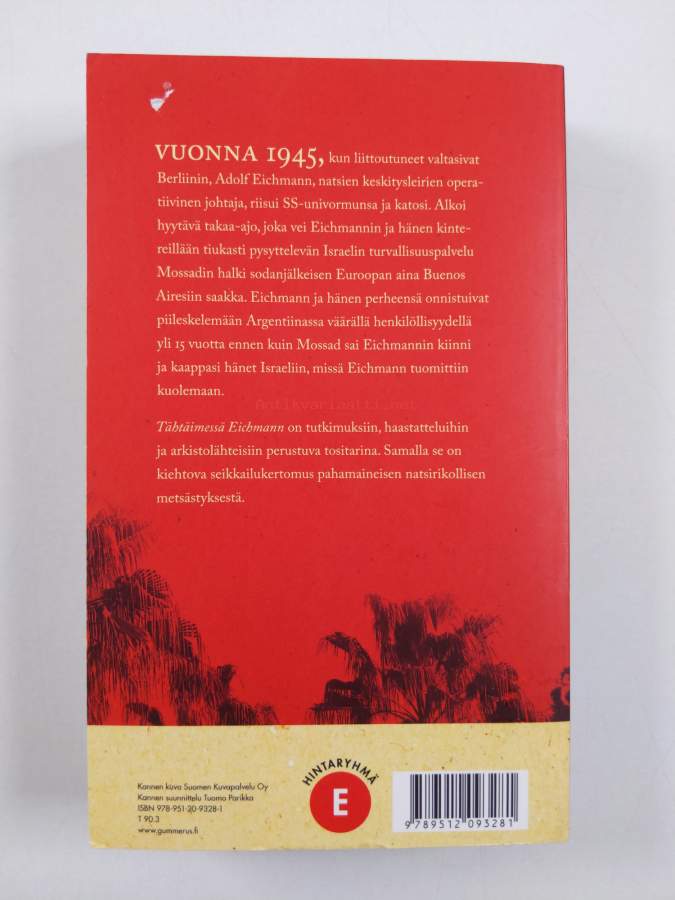 VUONNA 1945, kun liittoutuneet valtasivat
Berliinin, Adolf Eichmann, natsien keskitysleirien opera-
tiivinen johtaja, riisui SS-univormunsa ja katosi. Alkoi
hyytävä takaa-ajo, joka vei Eichmannin ja hänen kinte-
reillään tiukasti pysyttelevän Israelin turvallisuuspalvelu
Mossadin halki sodanjälkeisen Euroopan aina Buenos
Airesiin saakka. Eichmann ja hänen perheensä onnistuivat
piileskelemään Argentiinassa väärällä henkilöllisyydellä
yli 15 vuotta ennen kuin Mossad sai Eichmannin kiinni
ja kaappasi hänet Israeliin, missä Eichmann tuomittiin
kuolemaan.
Antikvariaatti.net
Tähtäimessä Eichmann on tutkimuksiin, haastatteluihin
ja arkistolähteisiin perustuva tositarina. Samalla se on
kiehtova seikkailukertomus pahamaineisen natsirikollisen
metsästyksestä.
Kannen kuva Suomen Kuvapalvelu Oy
Kannen suunnittelu Tuomo Parikka
ISBN 978-951-20-9328-1
T 90.3
www.gummerus.fi
HINTARYHMÄ
E
9 789512 093281